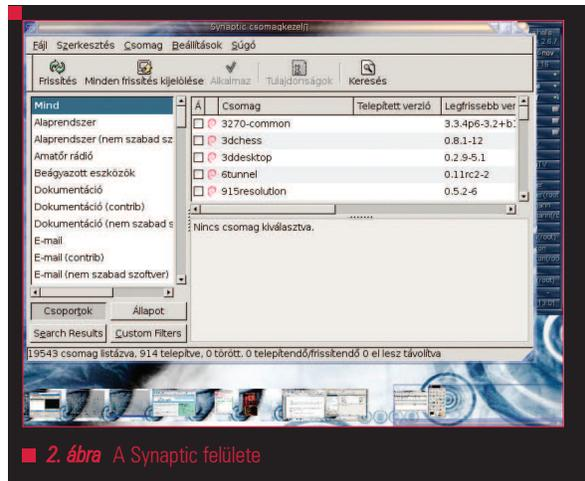 Synaptic csomagkezelő
Fájl Szerkesztés Csomag Beállítások Súgó
Frissítés Minden frissítés kijelölése Alkalmaz Tulajdonságok Keresés
Mind
Alaprendszer
Alaprendszer (nem szabad sz
Amatőr rádió
Beágyazott eszközök
Dokumentáció
Dokumentáció (contrib)
Dokumentáció (nem szabad s
E-mail
E-mail (contrib)
E-mail (nem szabad szoftver)
Csoportok Állapot
Search Results Custom Filters
Á Csomag Telepített verzió Legfrissebb ver
3270-common 3.3.4p6-3.2+b1
3dchess 0.8.1-12
3ddesktop 0.2.9-5.1
6tunnel 0.11rc2-2
915resolution 0.5.2-6
Nincs csomag kiválasztva.
19543 csomag listázva, 914 telepítve, 0 törött. 0 telepítendő/frissítendő 0 el lesz távolítva
2. ábra A Synaptic felülete